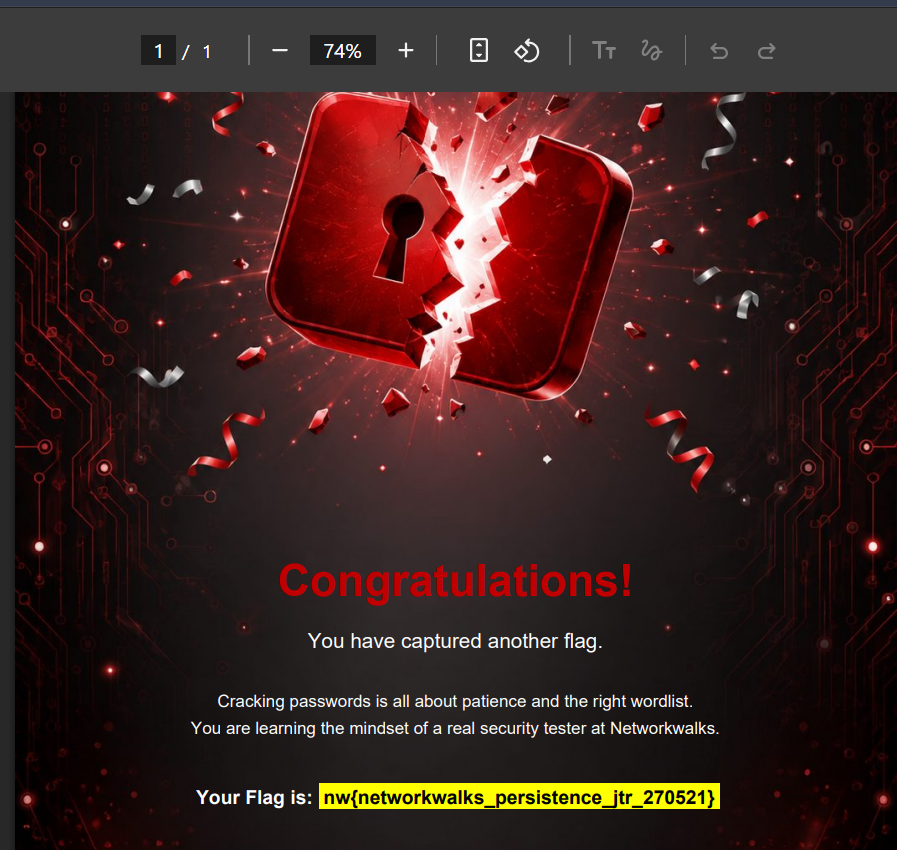 1 / 1 74%
Congratulations!
You have captured another flag.
Cracking passwords is all about patience and the right wordlist.
You are learning the mindset of a real security tester at Networkwalks.
Your Flag is: nw{networkwalks_persistence_jtr_270521}